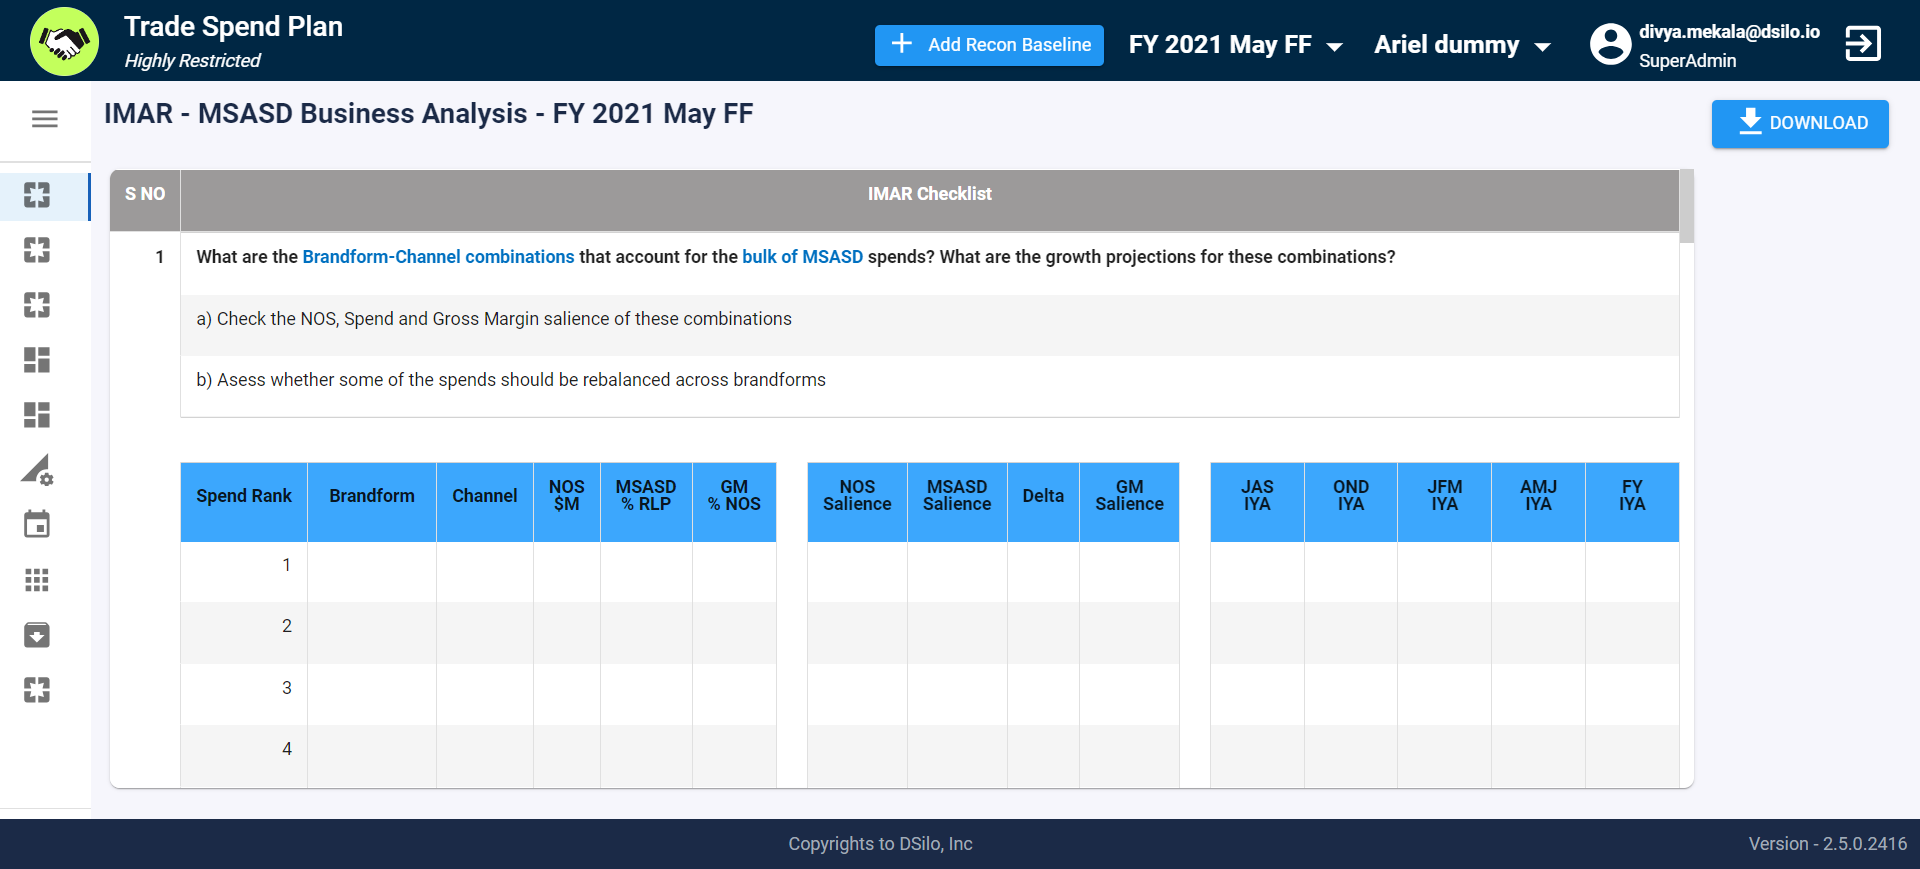 Trade Spend Plan
Highly Restricted
Add Recon Baseline
FY 2021 May FF
Ariel dummy
divya.mekala@dsilo.io
SuperAdmin
IMAR - MSASD Business Analysis - FY 2021 May FF
DOWNLOAD
S NO IMAR Checklist
1 What are the Brandform-Channel combinations that account for the bulk of MSASD spends? What are the growth projections for these combinations?
a) Check the NOS, Spend and Gross Margin salience of these combinations
b) Asess whether some of the spends should be rebalanced across brandforms
Spend Rank Brandform Channel NOS $M MSASD % RLP GM % NOS NOS Salience MSASD Salience Delta GM Salience JAS IYA OND IYA JFM IYA AMJ IYA FY IYA
1
2
3
4
Copyrights to DSilo, Inc
Version - 2.5.0.2416